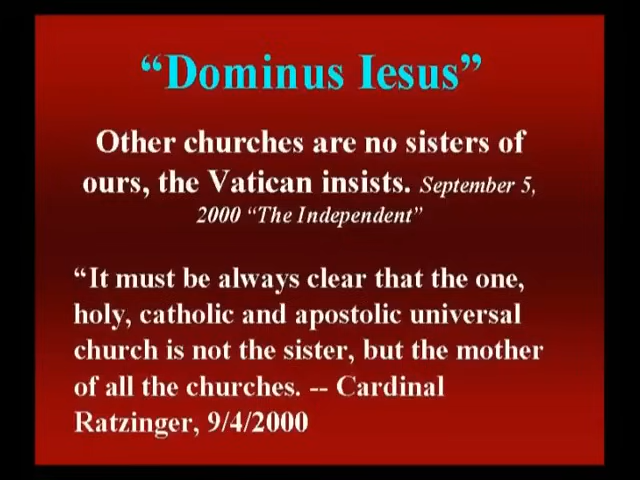 “Dominus Iesus”
Other churches are no sisters of
ours, the Vatican insists. September 5,
2000 “The Independent”
“It must be always clear that the one,
holy, catholic and apostolic universal
church is not the sister, but the mother
of all the churches. -- Cardinal
Ratzinger, 9/4/2000